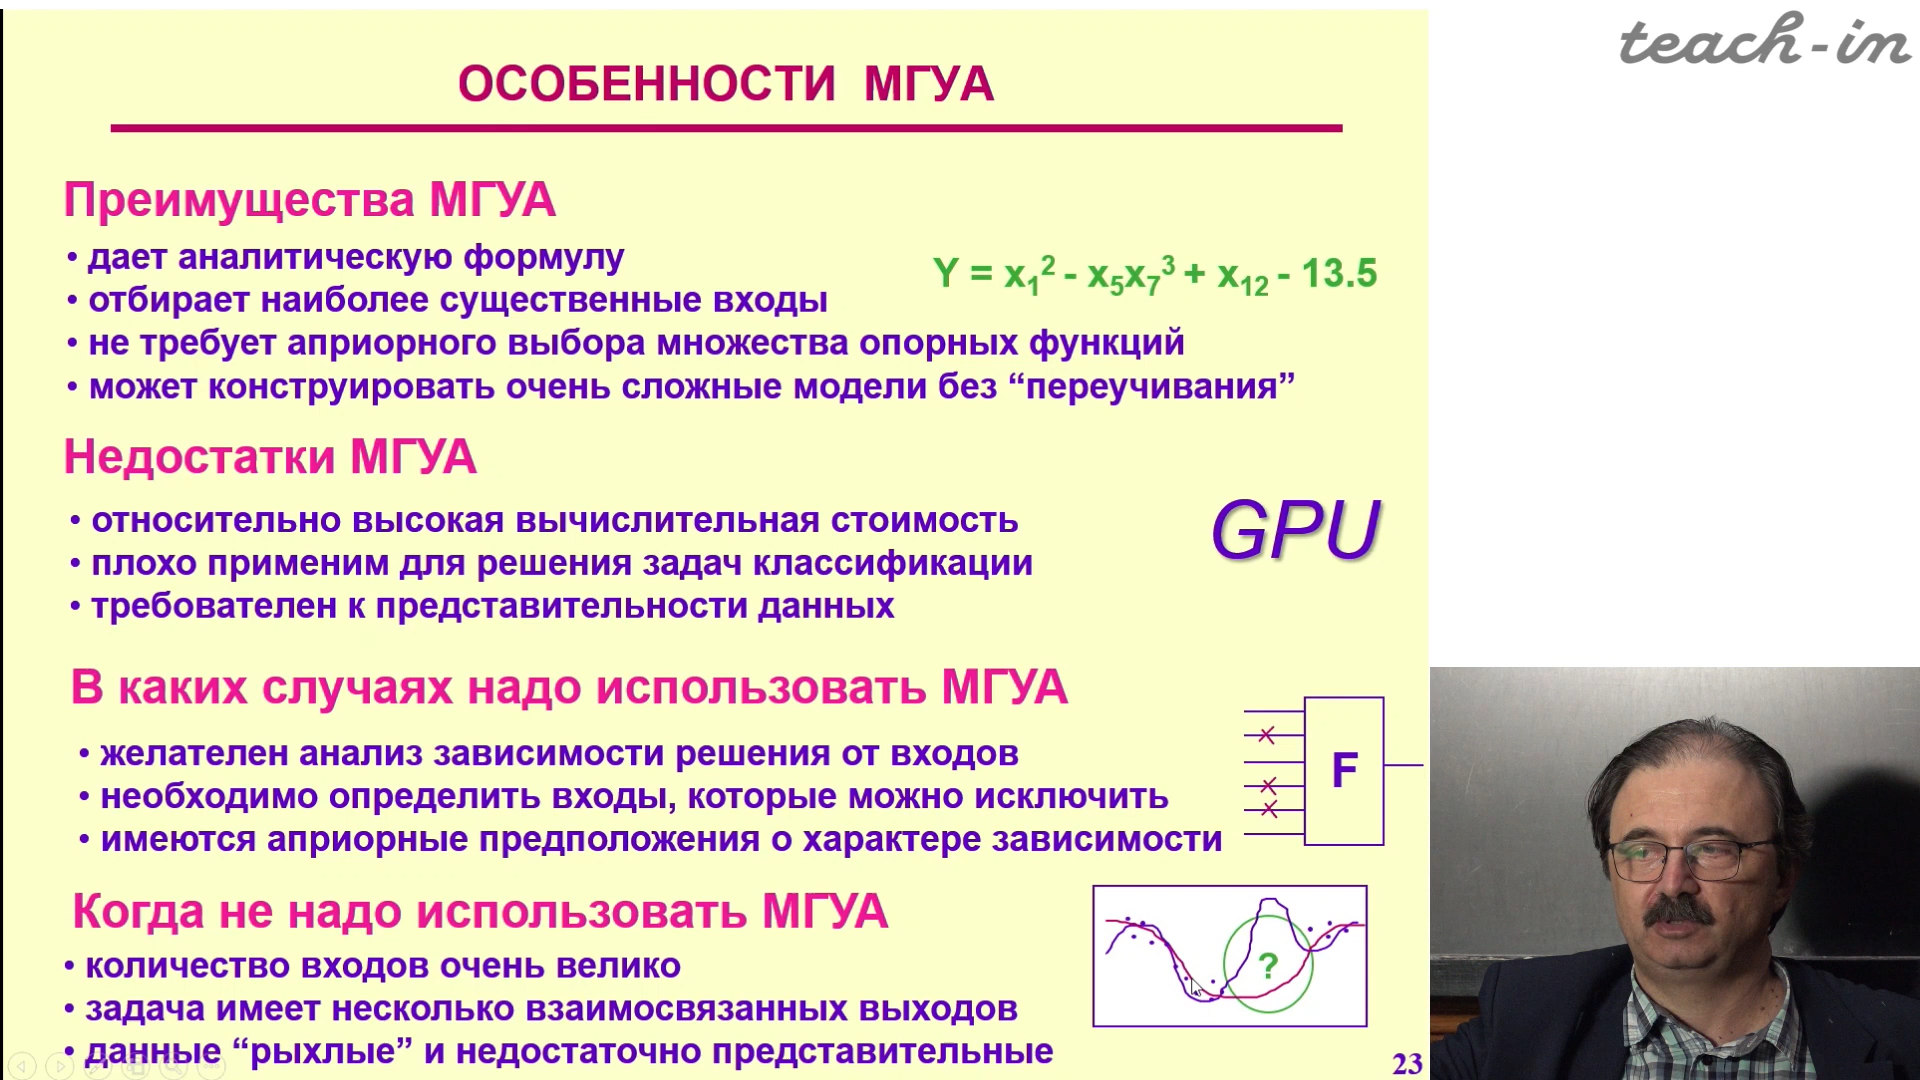 teach-in
ОСОБЕННОСТИ МГУА
Преимущества МГУА
• дает аналитическую формулу
Y = x₁² - x₅x₇³ + x₁₂ - 13.5
• отбирает наиболее существенные входы
• не требует априорного выбора множества опорных функций
• может конструировать очень сложные модели без “переучивания”
Недостатки МГУА
• относительно высокая вычислительная стоимость
GPU
• плохо применим для решения задач классификации
• требователен к представительности данных
В каких случаях надо использовать МГУА
• желателен анализ зависимости решения от входов
• необходимо определить входы, которые можно исключить
• имеются априорные предположения о характере зависимости
F
Когда не надо использовать МГУА
• количество входов очень велико
• задача имеет несколько взаимосвязанных выходов
• данные “рыхлые” и недостаточно представительные
?
23